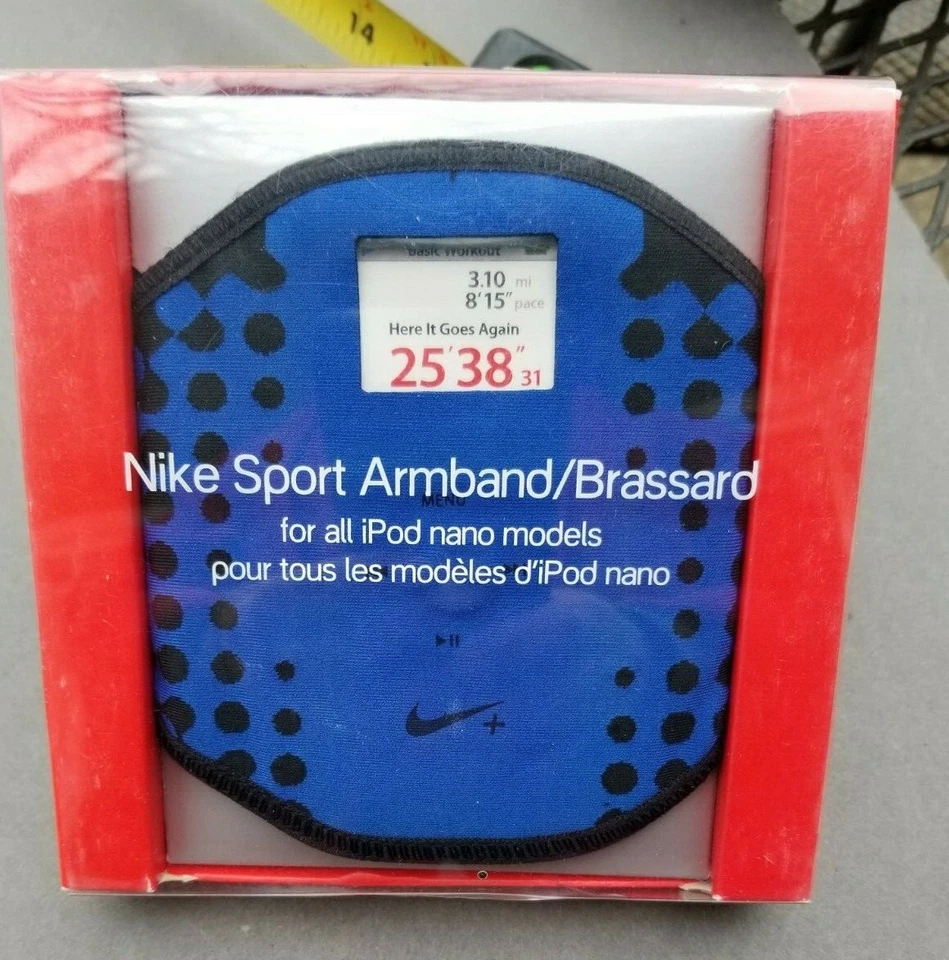 14
Basic Workout
3.10 mi
8'15" pace
Here It Goes Again
25'38"31
Nike Sport Armband/Brassard
MENU
for all iPod nano models
pour tous les modèles d'iPod nano